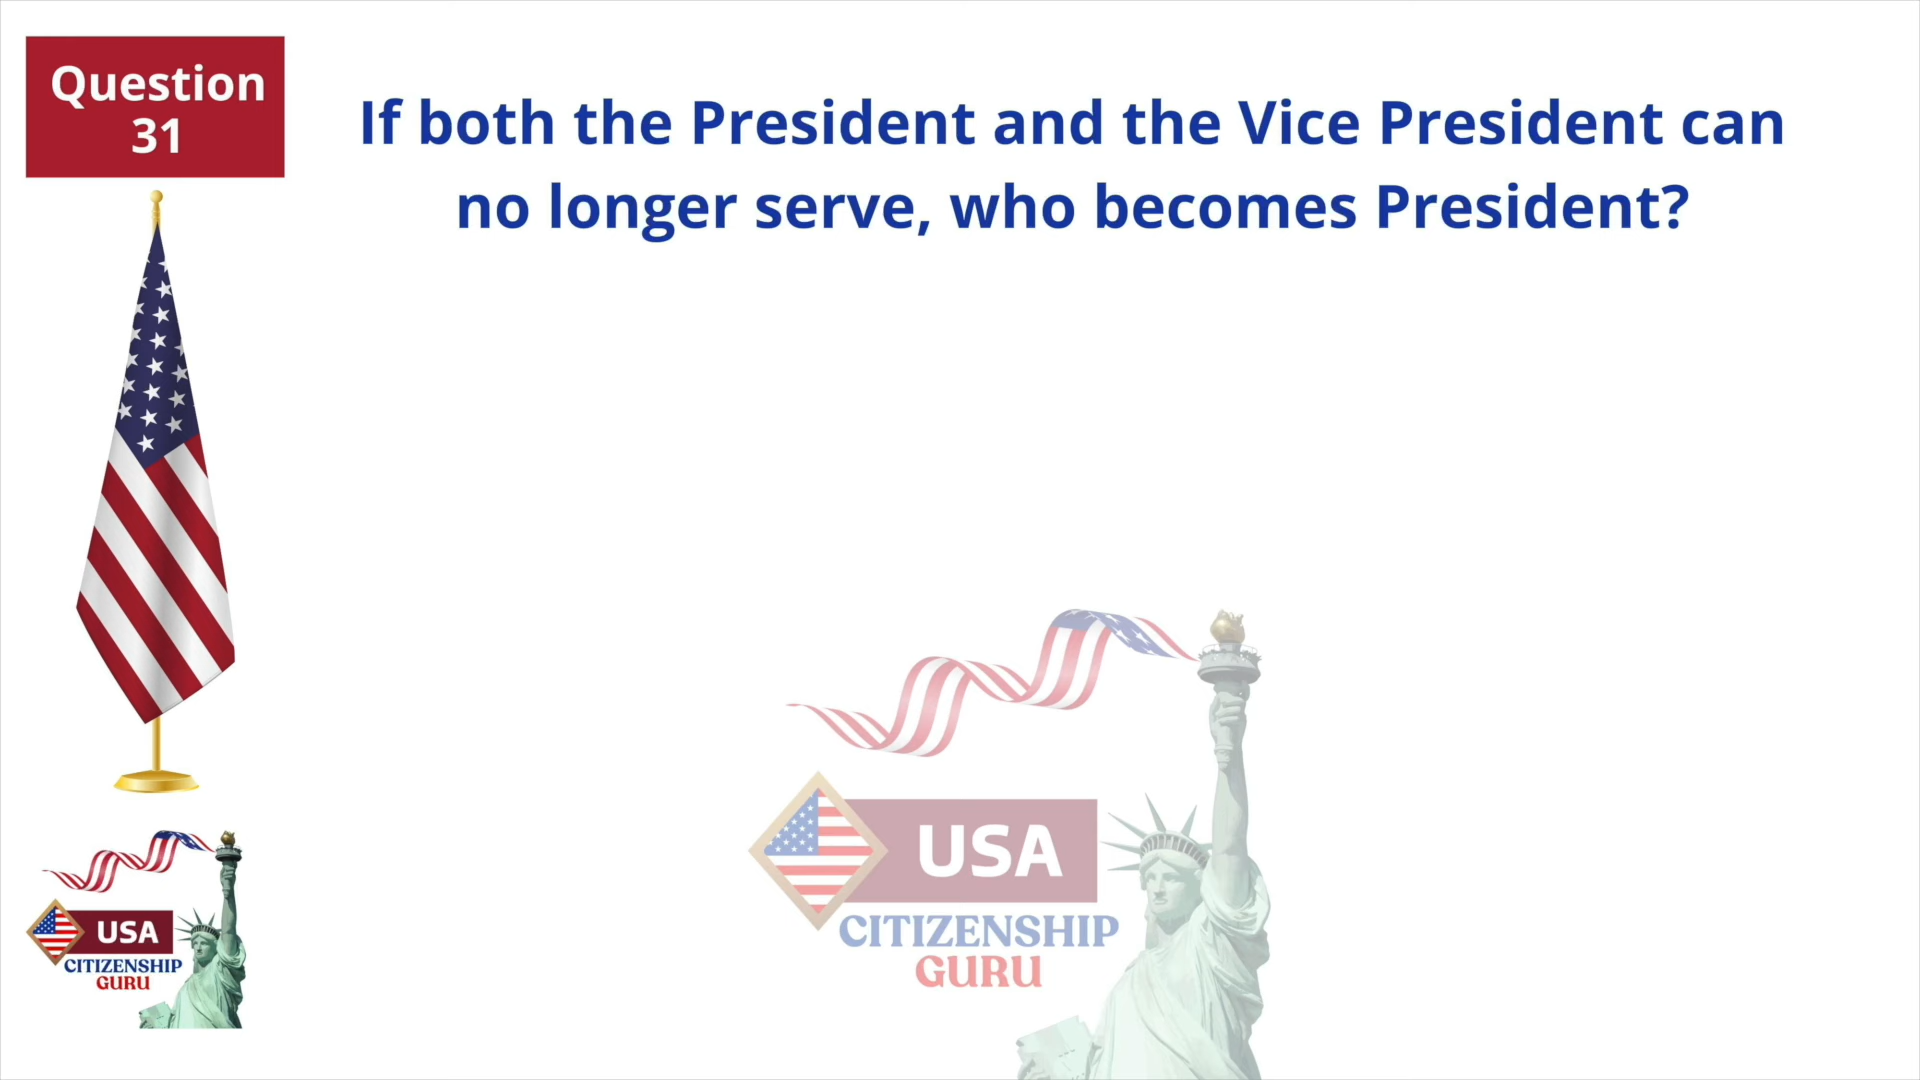 Question
31
If both the President and the Vice President can
no longer serve, who becomes President?
USA
CITIZENSHIP
GURU
USA
CITIZENSHIP
GURU